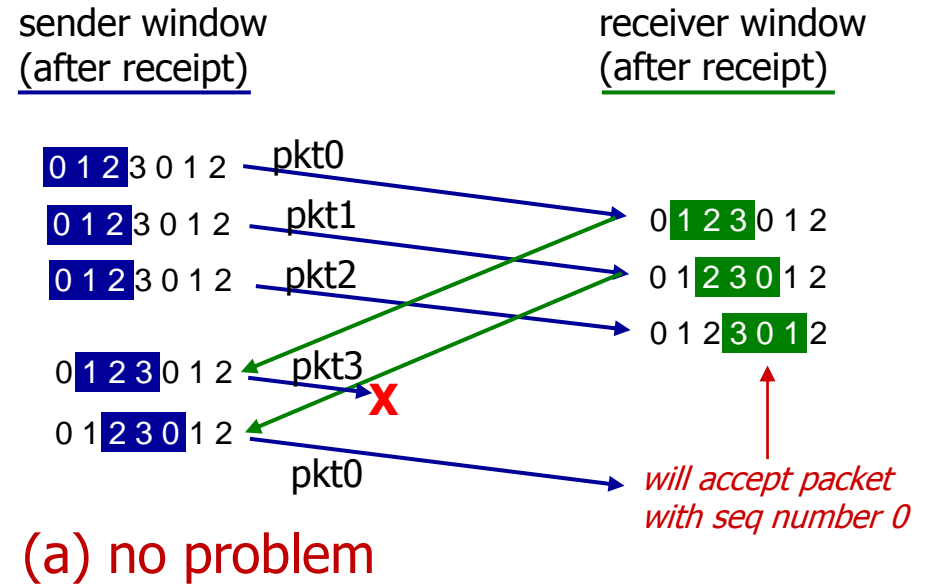 sender window
(after receipt)
receiver window
(after receipt)
0 1 2 3 0 1 2
pkt0
0 1 2 3 0 1 2
pkt1
0 1 2 3 0 1 2
0 1 2 3 0 1 2
pkt2
0 1 2 3 0 1 2
0 1 2 3 0 1 2
0 1 2 3 0 1 2
pkt3
X
0 1 2 3 0 1 2
pkt0
will accept packet
with seq number 0
(a) no problem